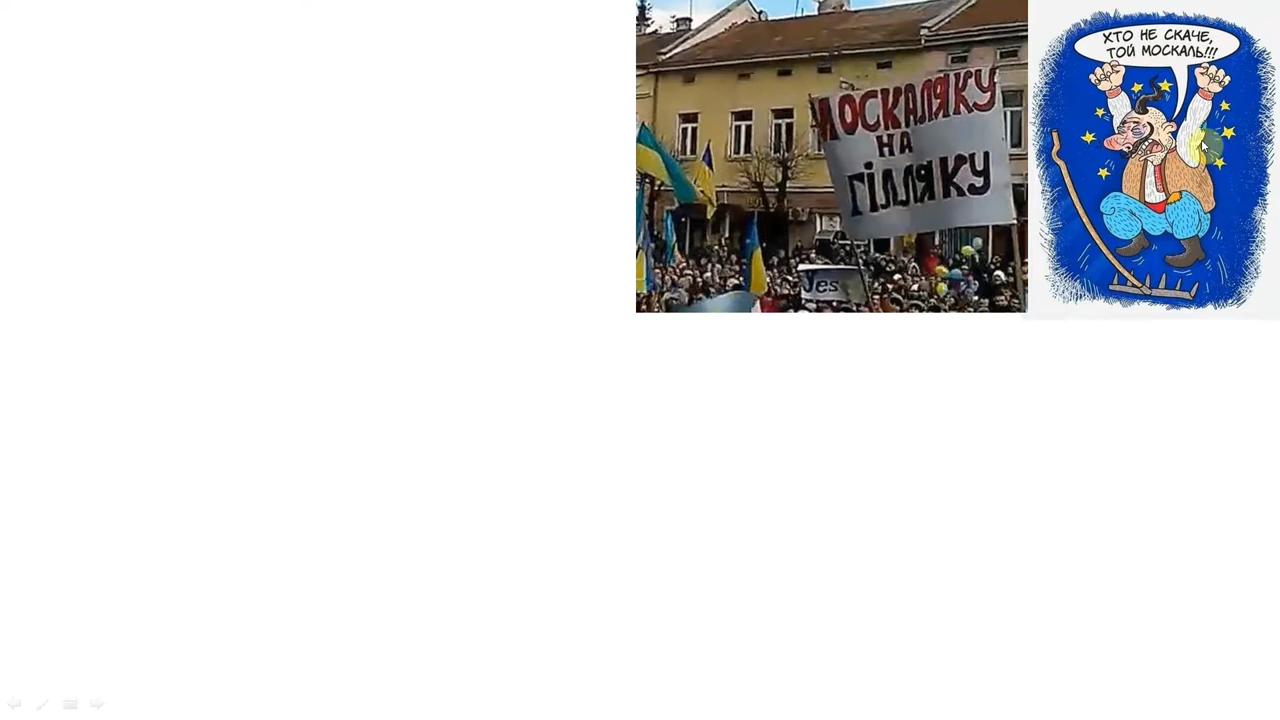 МОСКАЛЯКУ
НА
ГІЛЛЯКУ
Yes
ХТО НЕ СКАЧЕ,
ТОЙ МОСКАЛЬ!!!